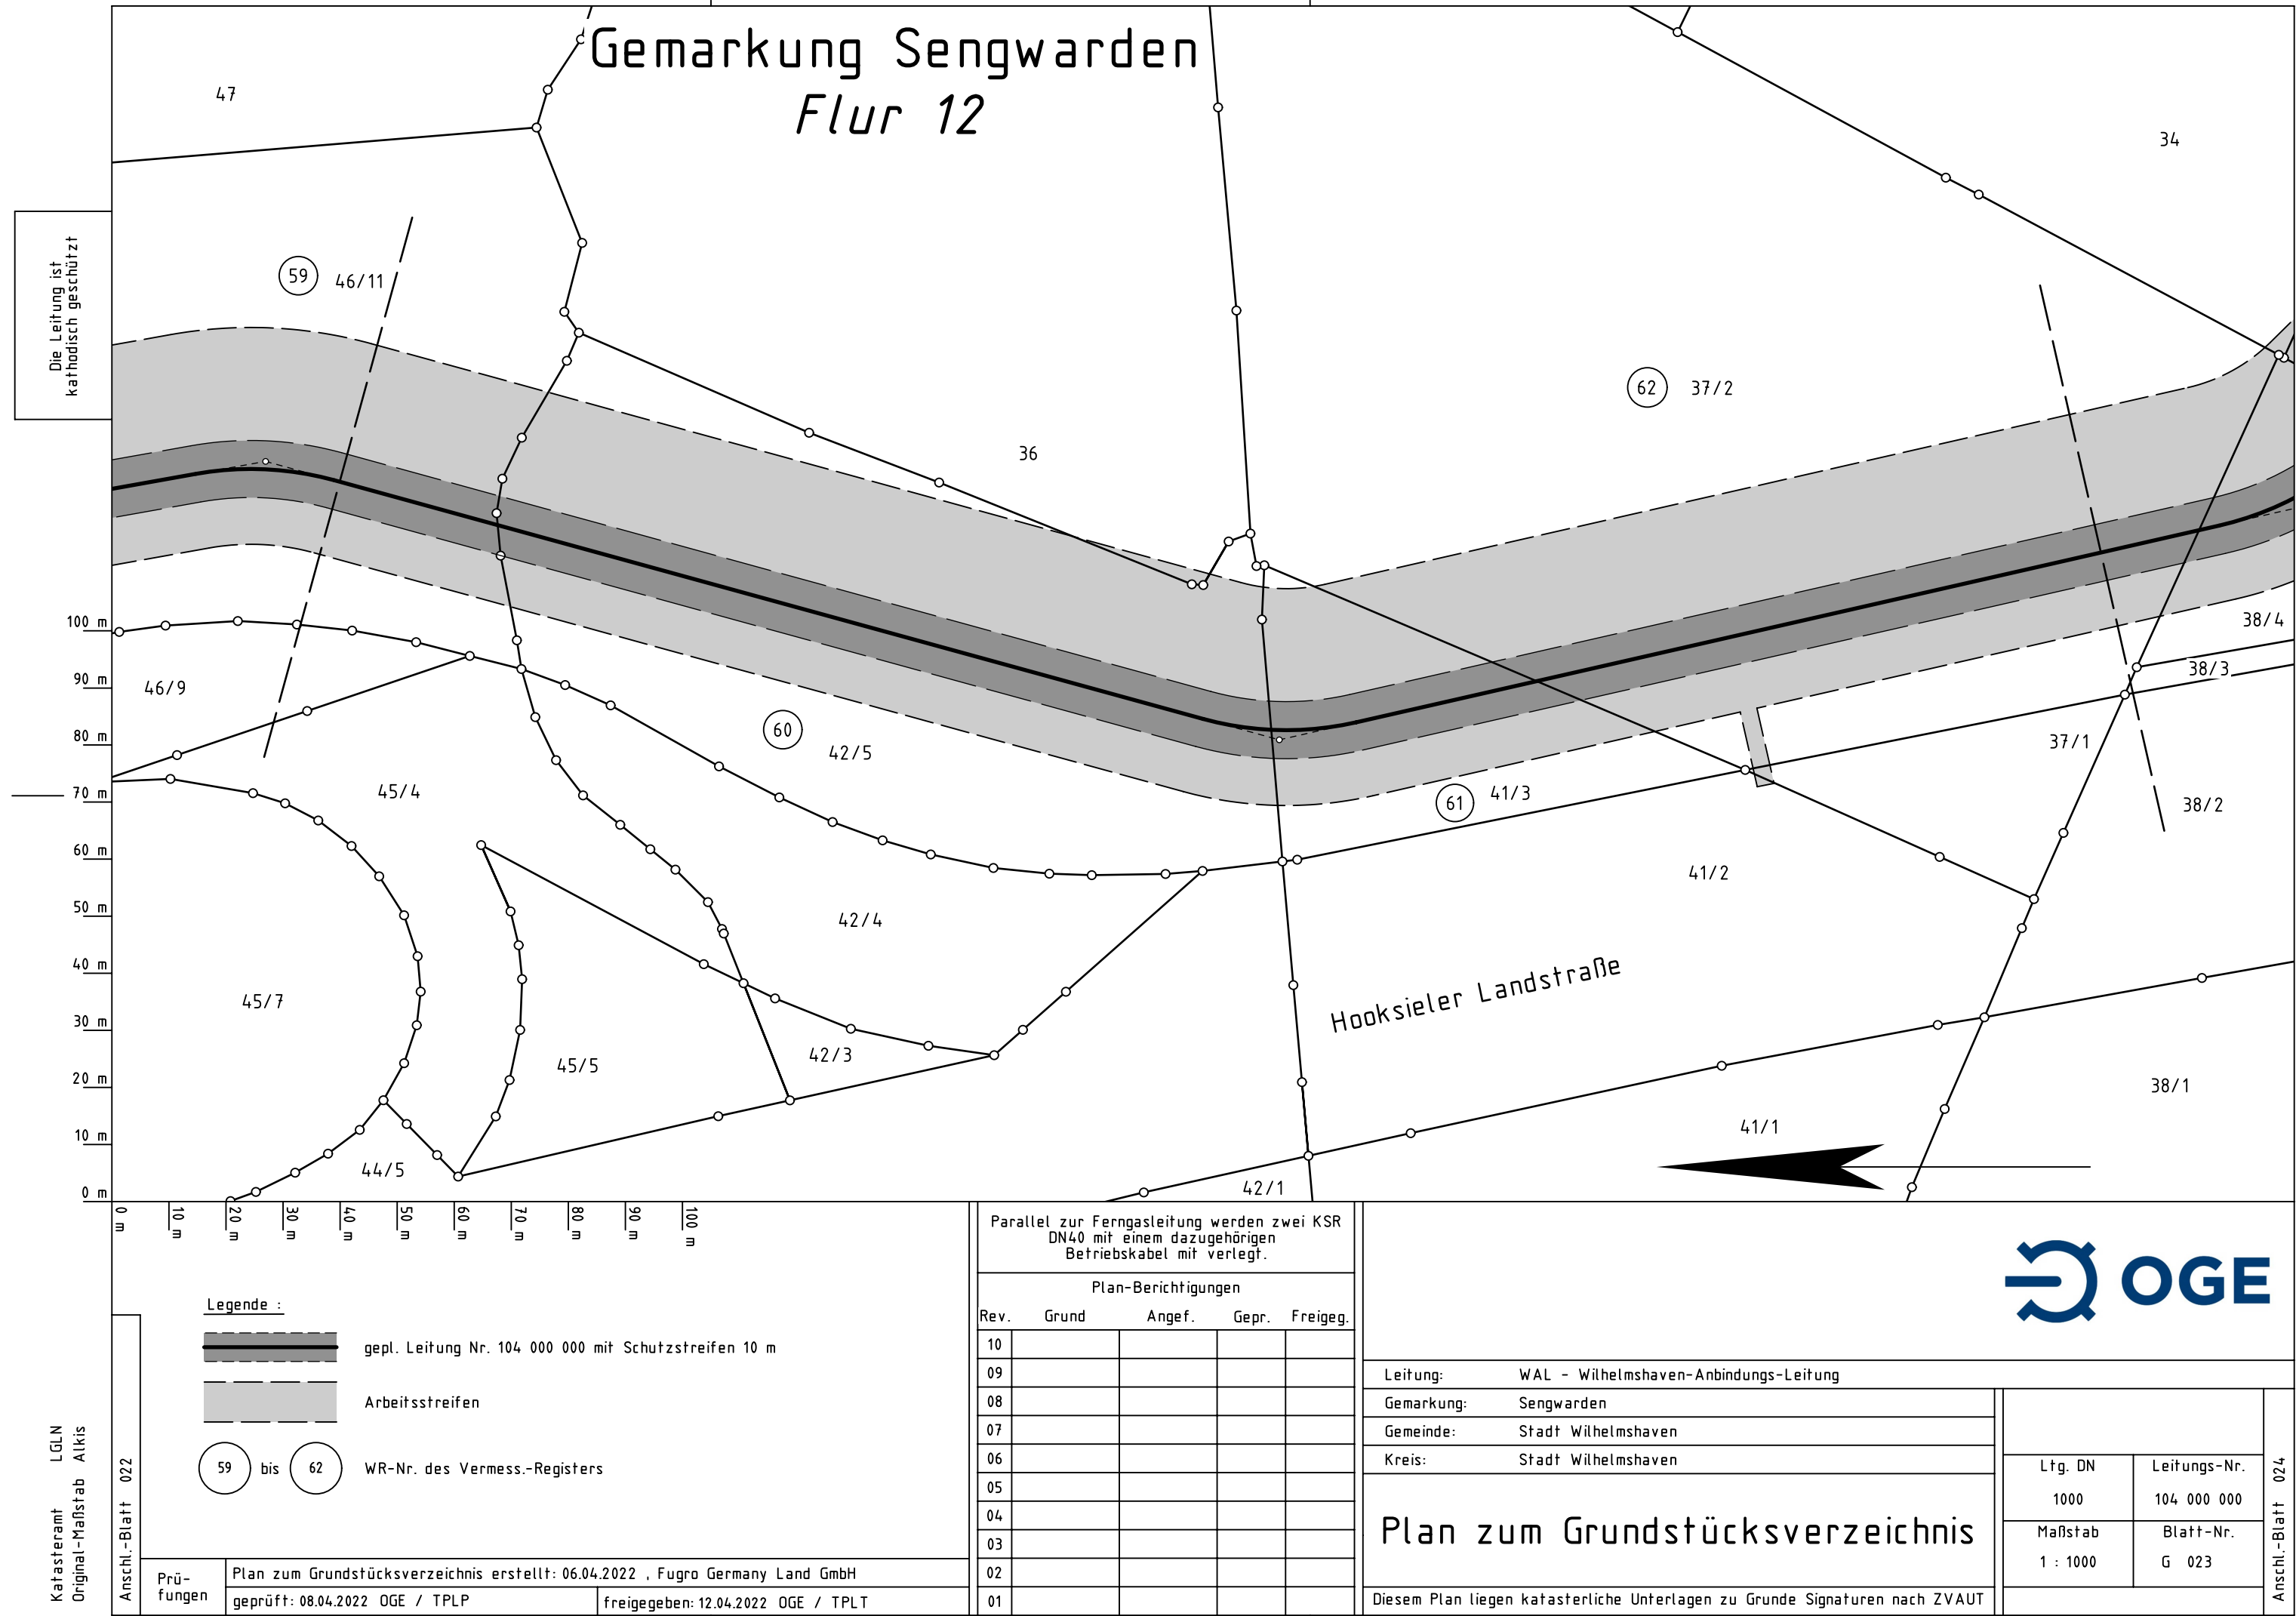 Gemarkung Sengwarden
Flur 12
47
34
Die Leitung ist
kathodisch geschützt
59
46/11
62
37/2
36
38/4
38/3
37/1
38/2
46/9
60
42/5
45/4
61
41/3
41/2
42/4
Hooksieler Landstraße
45/7
45/5
42/3
38/1
41/1
44/5
42/1
100 m
90 m
80 m
70 m
60 m
50 m
40 m
30 m
20 m
10 m
0 m
0 m
10 m
20 m
30 m
40 m
50 m
60 m
70 m
80 m
90 m
100 m
Legende :
gepl. Leitung Nr. 104 000 000 mit Schutzstreifen 10 m
Arbeitsstreifen
59 bis 62 WR-Nr. des Vermess.-Registers
Katasteramt LGLN
Original-Maßstab Alkis
Anschl.-Blatt 022
Prü-
fungen
Plan zum Grundstücksverzeichnis erstellt: 06.04.2022 , Fugro Germany Land GmbH
geprüft: 08.04.2022 OGE / TPLP
freigegeben: 12.04.2022 OGE / TPLT
Parallel zur Ferngasleitung werden zwei KSR
DN40 mit einem dazugehörigen
Betriebskabel mit verlegt.
Plan-Berichtigungen
Rev. Grund Angef. Gepr. Freigeg.
10
09
08
07
06
05
04
03
02
01
OGE
Leitung: WAL - Wilhelmshaven-Anbindungs-Leitung
Gemarkung: Sengwarden
Gemeinde: Stadt Wilhelmshaven
Kreis: Stadt Wilhelmshaven
Plan zum Grundstücksverzeichnis
Diesem Plan liegen katasterliche Unterlagen zu Grunde Signaturen nach ZVAUT
Ltg. DN Leitungs-Nr.
1000 104 000 000
Maßstab Blatt-Nr.
1 : 1000 G 023
Anschl.-Blatt 024